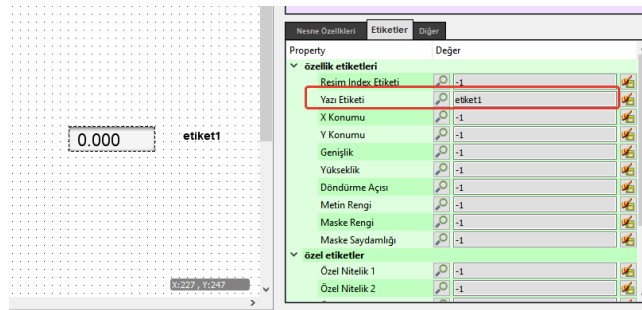 0.000
etiket1
X:227 , Y:247
Nesne Özellikleri
Etiketler
Diğer
Property Değer
özellik etiketleri
Resim Index Etiketi -1
Yazı Etiketi etiket1
X Konumu -1
Y Konumu -1
Genişlik -1
Yükseklik -1
Döndürme Açısı -1
Metin Rengi -1
Maske Rengi -1
Maske Saydamlığı -1
özel etiketler
Özel Nitelik 1 -1
Özel Nitelik 2 -1